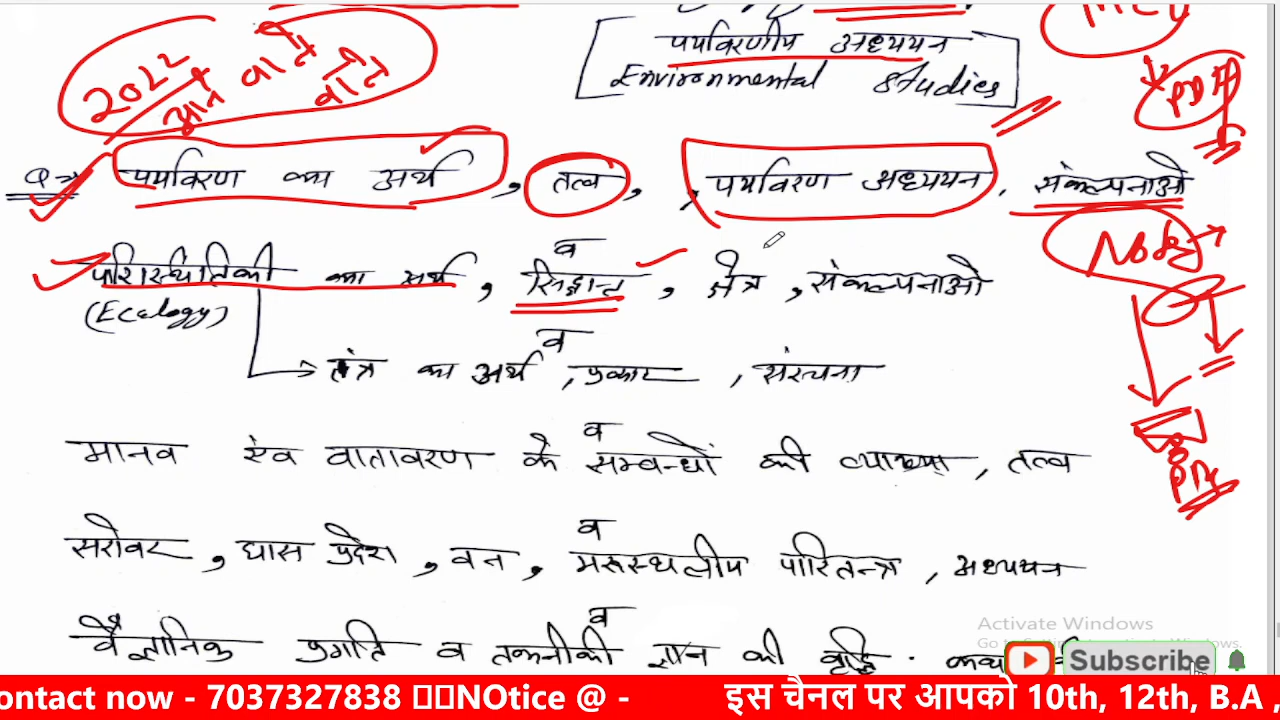 पर्यावरणीय अध्ययन
Environmental Studies
2022
PDF
पर्यावरण का अर्थ, तत्व, , पर्यावरण अध्ययन, संकल्पनाओ
व
Notes
पारिस्थितिकी का अर्थ, सिद्धान्त, क्षेत्र, संकल्पनाओ
(Ecology)
व
→ तंत्र का अर्थ, प्रकार, संरचना
व
मानव एंव वातावरण के सम्बन्धों की व्याख्या, तत्व
व
सरोवर, घास प्रदेश, वन, मरुस्थलीय पारितन्त्र, अध्ययन
व
वैज्ञानिक प्रगति व तकनीकी ज्ञान की वृद्धि
Activate Windows
Subscribe
ontact now - 7037327838 NOtice @ - इस चैनल पर आपको 10th, 12th, B.A ,